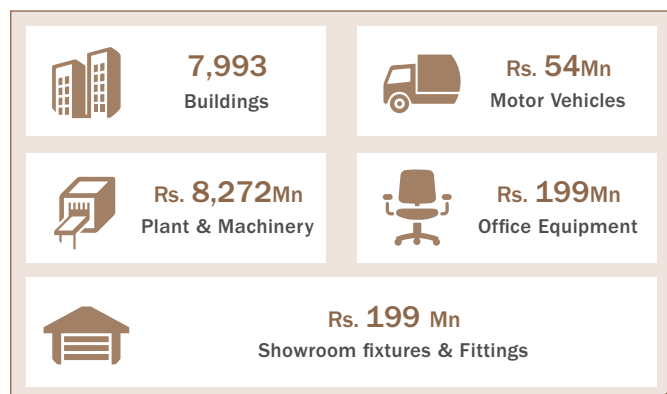 7,993
Buildings
Rs. 54Mn
Motor Vehicles
Rs. 8,272Mn
Plant & Machinery
Rs. 199Mn
Office Equipment
Rs. 199 Mn
Showroom fixtures & Fittings